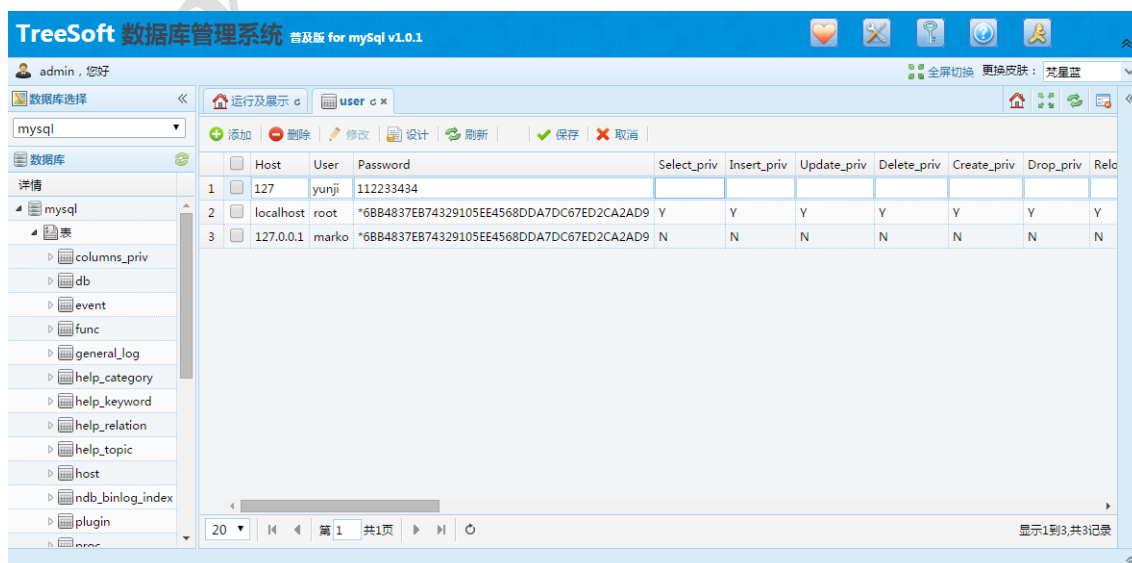 TreeSoft 数据库管理系统 普及版 for mySql v1.0.1
admin , 您好 全屏切换 更换皮肤： 梵星蓝
数据库选择 运行及展示 user
mysql
添加 删除 修改 设计 刷新 保存 取消
数据库
详情
Host User Password Select_priv Insert_priv Update_priv Delete_priv Create_priv Drop_priv Relo
1 127 yunji 112233434
2 localhost root *6BB4837EB74329105EE4568DDA7DC67ED2CA2AD9 Y Y Y Y Y Y Y
3 127.0.0.1 marko *6BB4837EB74329105EE4568DDA7DC67ED2CA2AD9 N N N N N N N
mysql
表
columns_priv
db
event
func
general_log
help_category
help_keyword
help_relation
help_topic
host
ndb_binlog_index
plugin
proc
20 第 1 共1页 显示1到3,共3记录